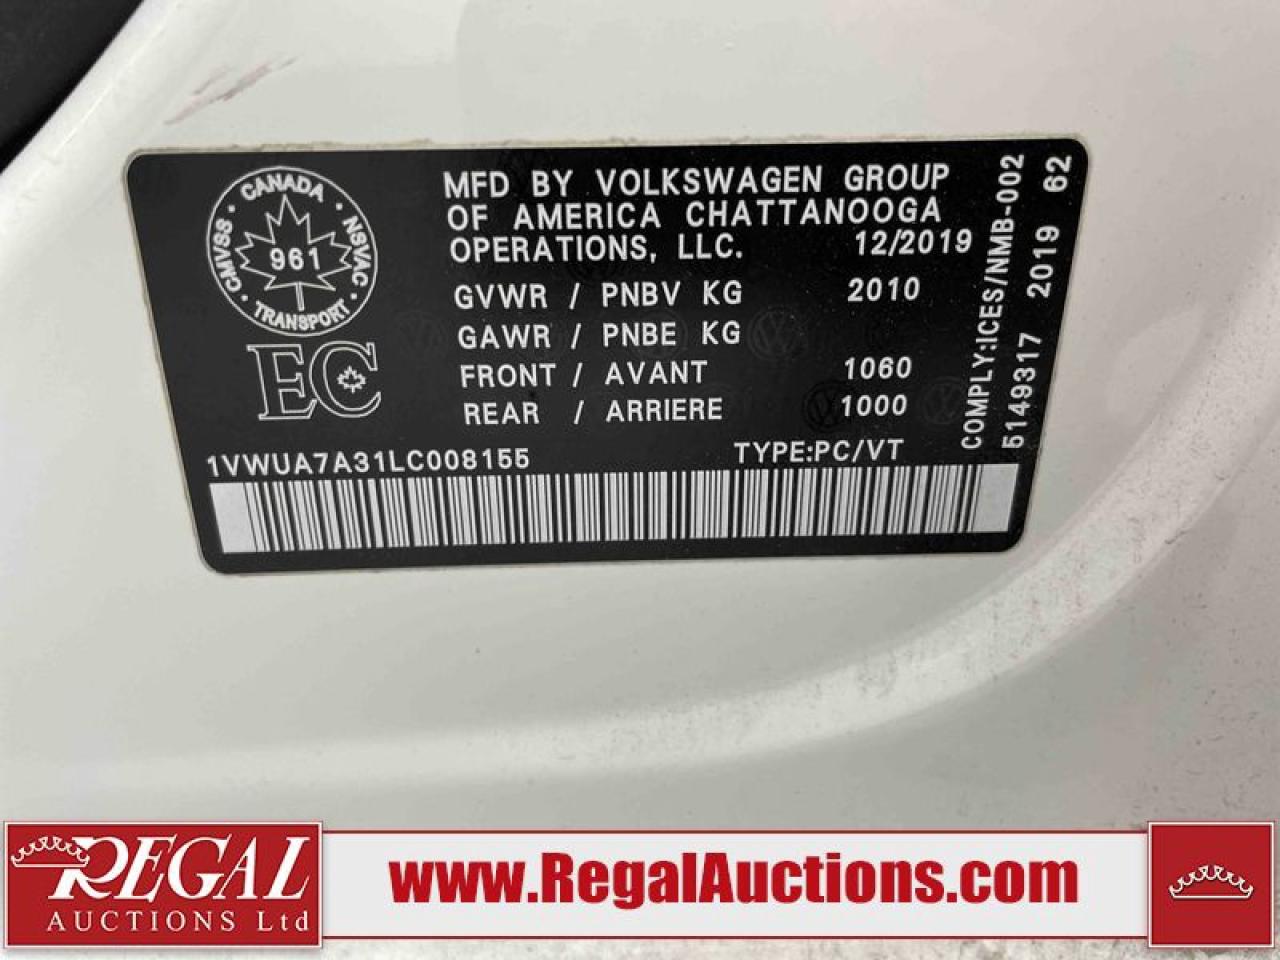 CANADA
CMVSS · NSVAC
961
TRANSPORT
EC
MFD BY VOLKSWAGEN GROUP
OF AMERICA CHATTANOOGA
OPERATIONS, LLC. 12/2019
GVWR / PNBV KG 2010
GAWR / PNBE KG
FRONT / AVANT 1060
REAR / ARRIERE 1000
1VWUA7A31LC008155 TYPE:PC/VT
COMPLY:ICES/NMB-002
5149317 2019 62
REGAL
AUCTIONS Ltd
www.RegalAuctions.com